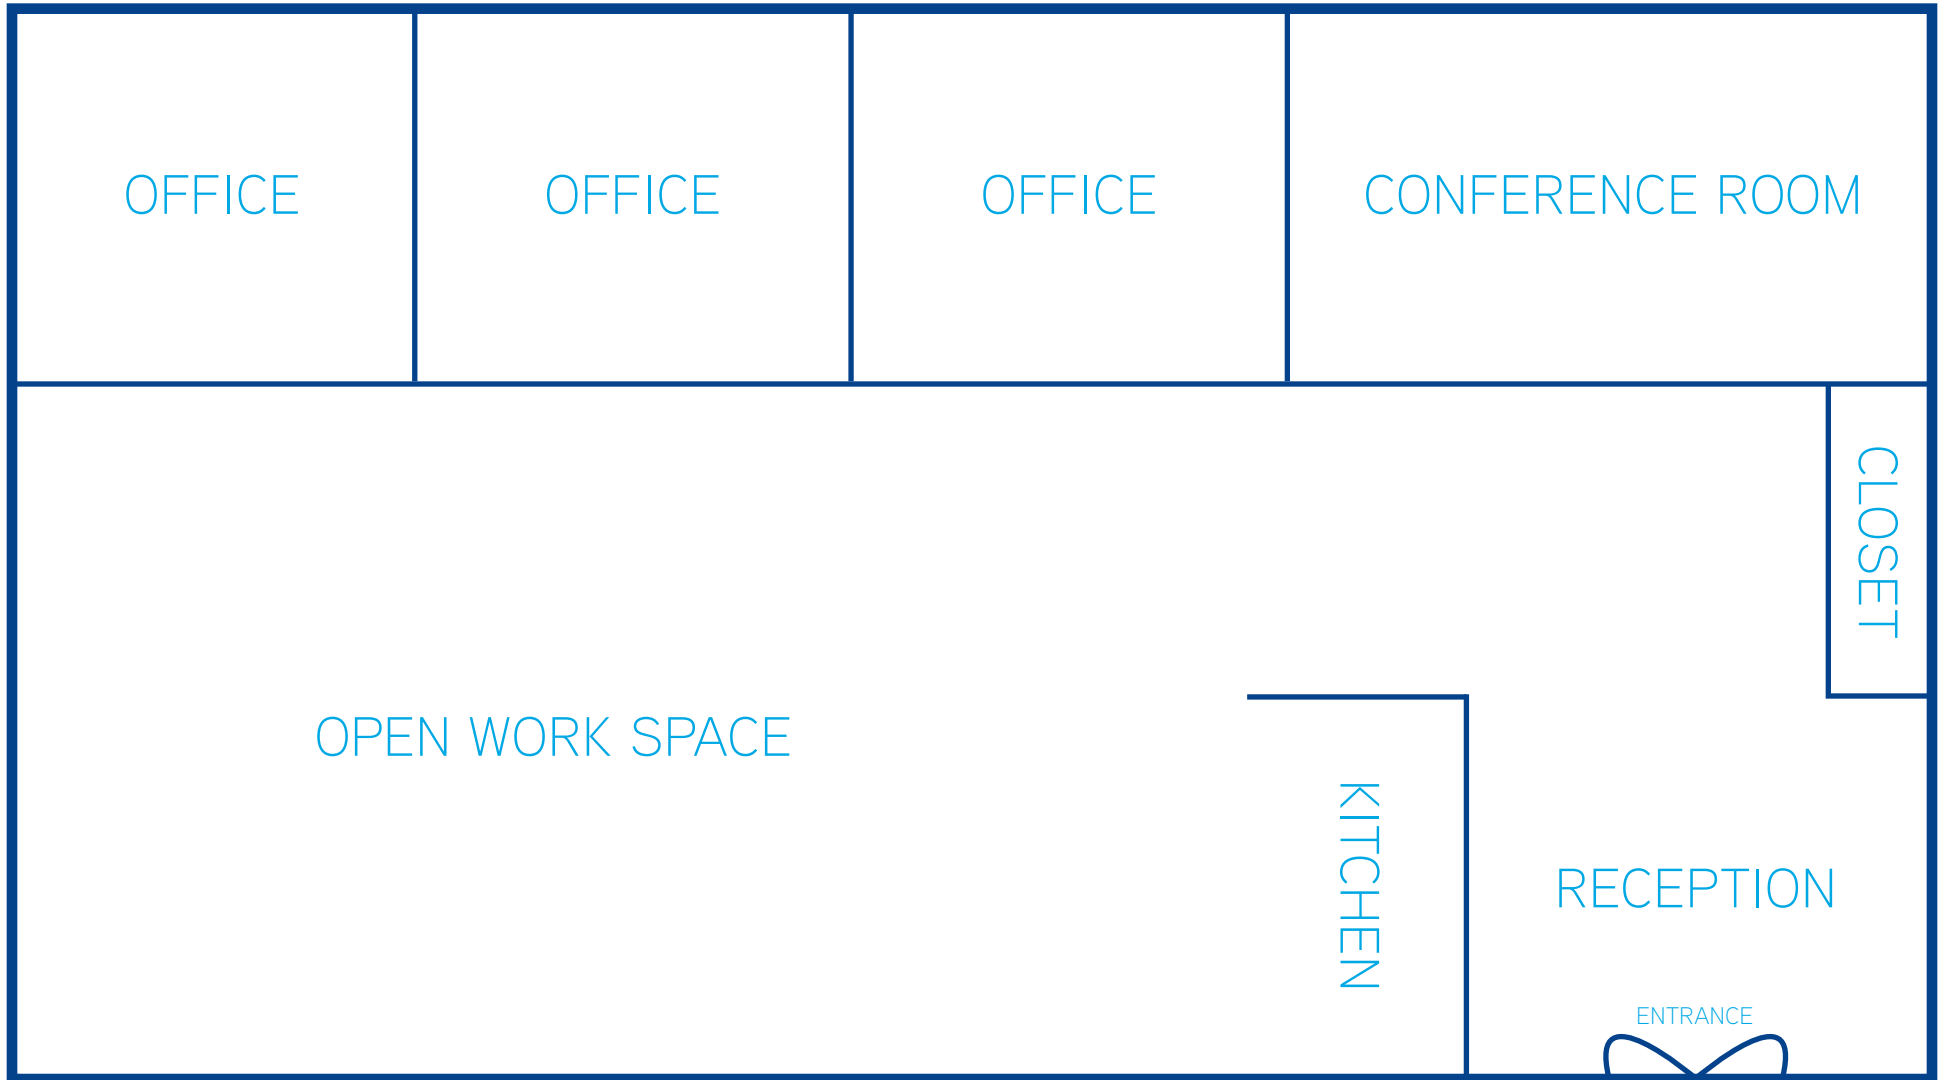 OFFICE
OFFICE
OFFICE
CONFERENCE ROOM
CLOSET
OPEN WORK SPACE
KITCHEN
RECEPTION
ENTRANCE